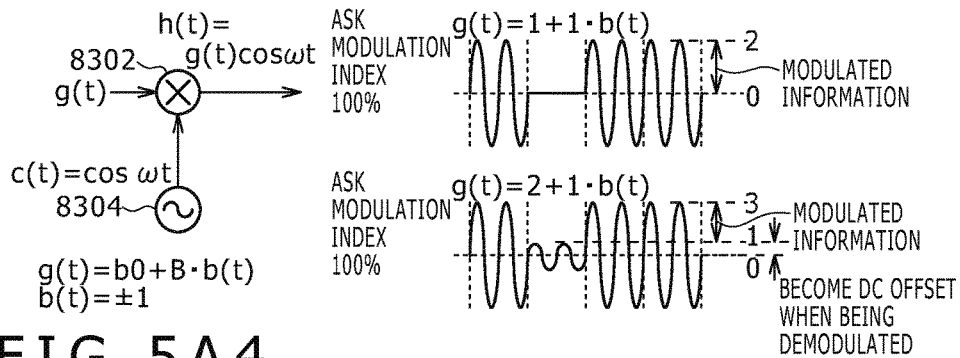 h(t)=
g(t)cosωt
8302
g(t)
c(t)=cos ωt
8304
g(t)=b0+B·b(t)
b(t)=±1
ASK
MODULATION
INDEX
100%
g(t)=1+1·b(t)
2
0
MODULATED
INFORMATION
ASK
MODULATION
INDEX
100%
g(t)=2+1·b(t)
3
1
0
MODULATED
INFORMATION
BECOME DC OFFSET
WHEN BEING
DEMODULATED
FIG. 5A4